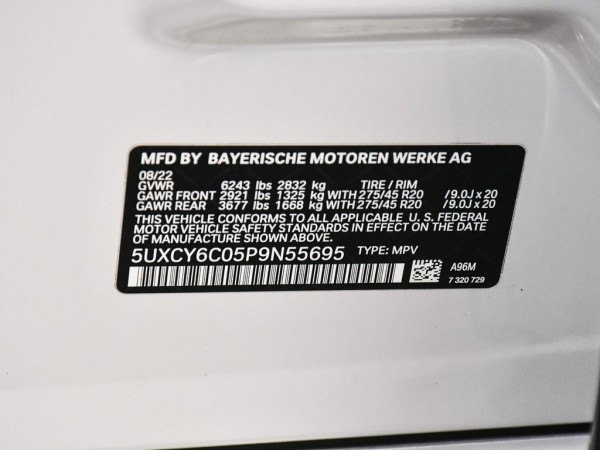 MFD BY BAYERISCHE MOTOREN WERKE AG
08/22
GVWR 6243 lbs 2832 kg TIRE / RIM
GAWR FRONT 2921 lbs 1325 kg WITH 275/45 R20 /9.0J x 20
GAWR REAR 3677 lbs 1668 kg WITH 275/45 R20 /9.0J x 20
THIS VEHICLE CONFORMS TO ALL APPLICABLE U. S. FEDERAL
MOTOR VEHICLE SAFETY STANDARDS IN EFFECT ON THE
DATE OF MANUFACTURE SHOWN ABOVE.
5UXCY6C05P9N55695 TYPE: MPV
A96M
7 320 729